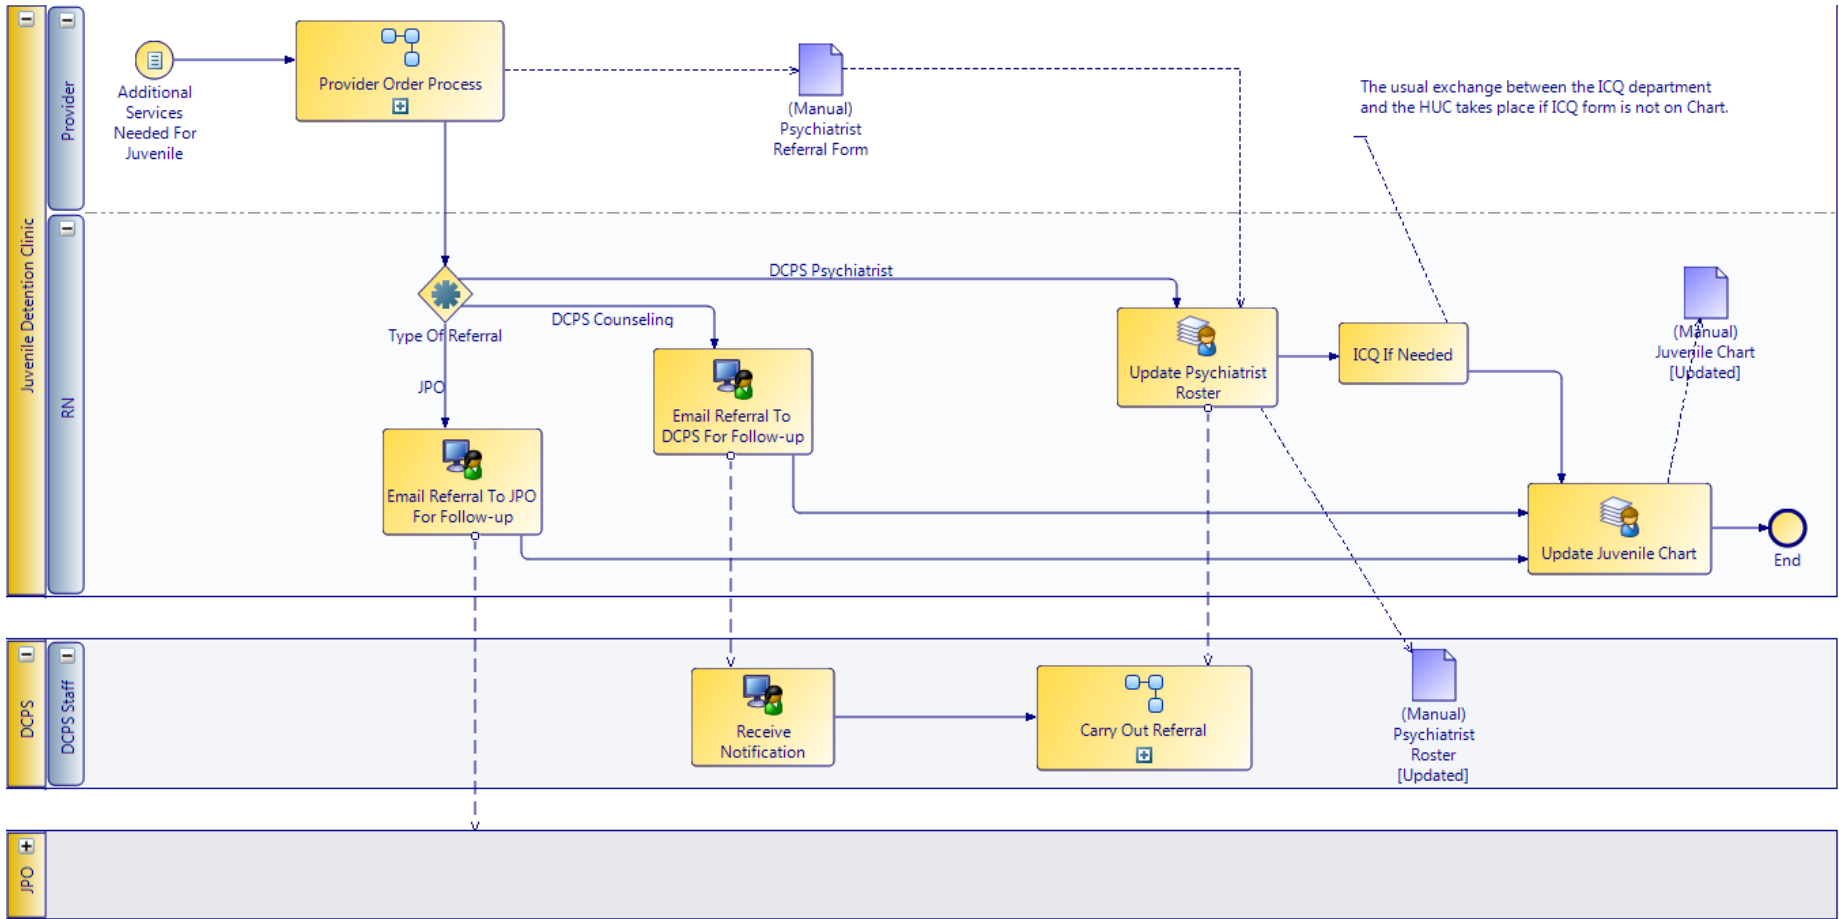 Juvenile Detention Clinic
Provider
Additional
Services
Needed For
Juvenile
Provider Order Process
(Manual)
Psychiatrist
Referral Form
The usual exchange between the ICQ department
and the HUC takes place if ICQ form is not on Chart.
RN
Type Of Referral
DCPS Psychiatrist
DCPS Counseling
JPO
Email Referral To JPO
For Follow-up
Email Referral To
DCPS For Follow-up
Update Psychiatrist
Roster
ICQ If Needed
(Manual)
Juvenile Chart
[Updated]
Update Juvenile Chart
End
DCPS
DCPS Staff
Receive
Notification
Carry Out Referral
(Manual)
Psychiatrist
Roster
[Updated]
JPO